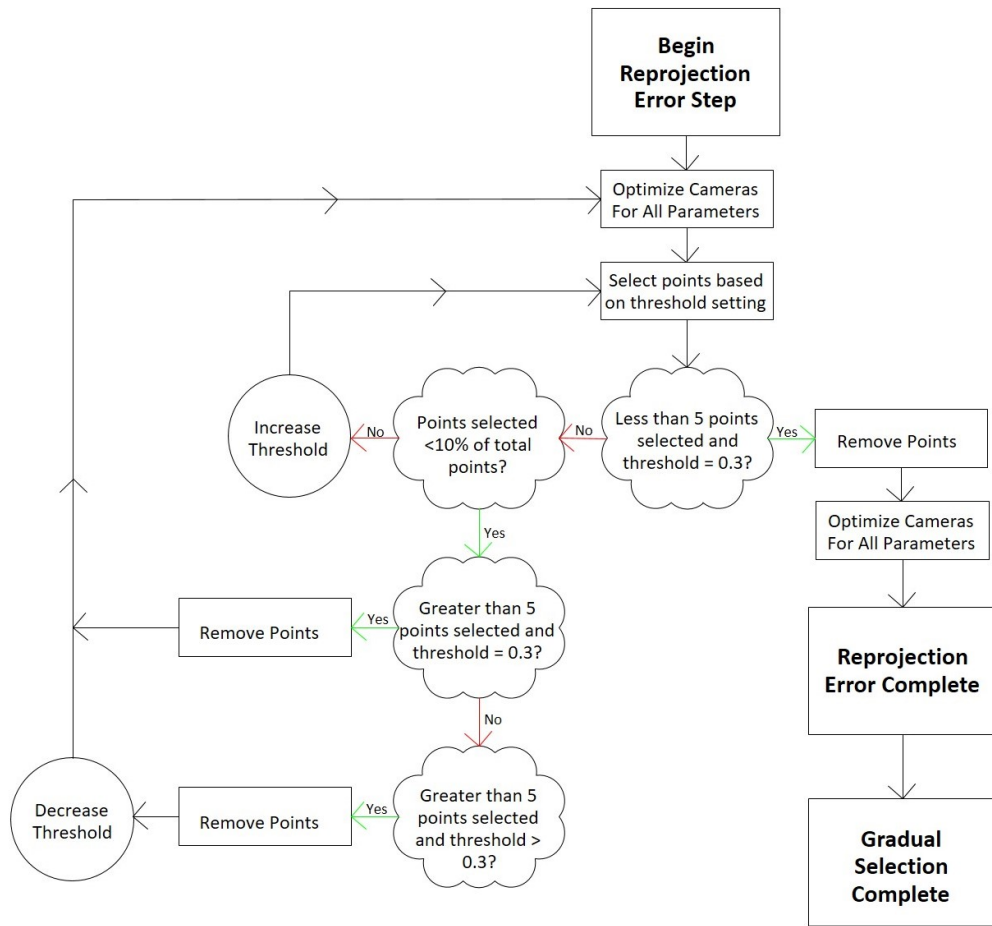 Begin
Reprojection
Error Step
Optimize Cameras
For All Parameters
Select points based
on threshold setting
Less than 5 points
selected and
threshold = 0.3?
Yes
Remove Points
Optimize Cameras
For All Parameters
Reprojection
Error Complete
Gradual
Selection
Complete
No
Points selected
<10% of total
points?
No
Increase
Threshold
Yes
Greater than 5
points selected and
threshold = 0.3?
Yes
Remove Points
No
Greater than 5
points selected
and threshold >
0.3?
Yes
Remove Points
Decrease
Threshold